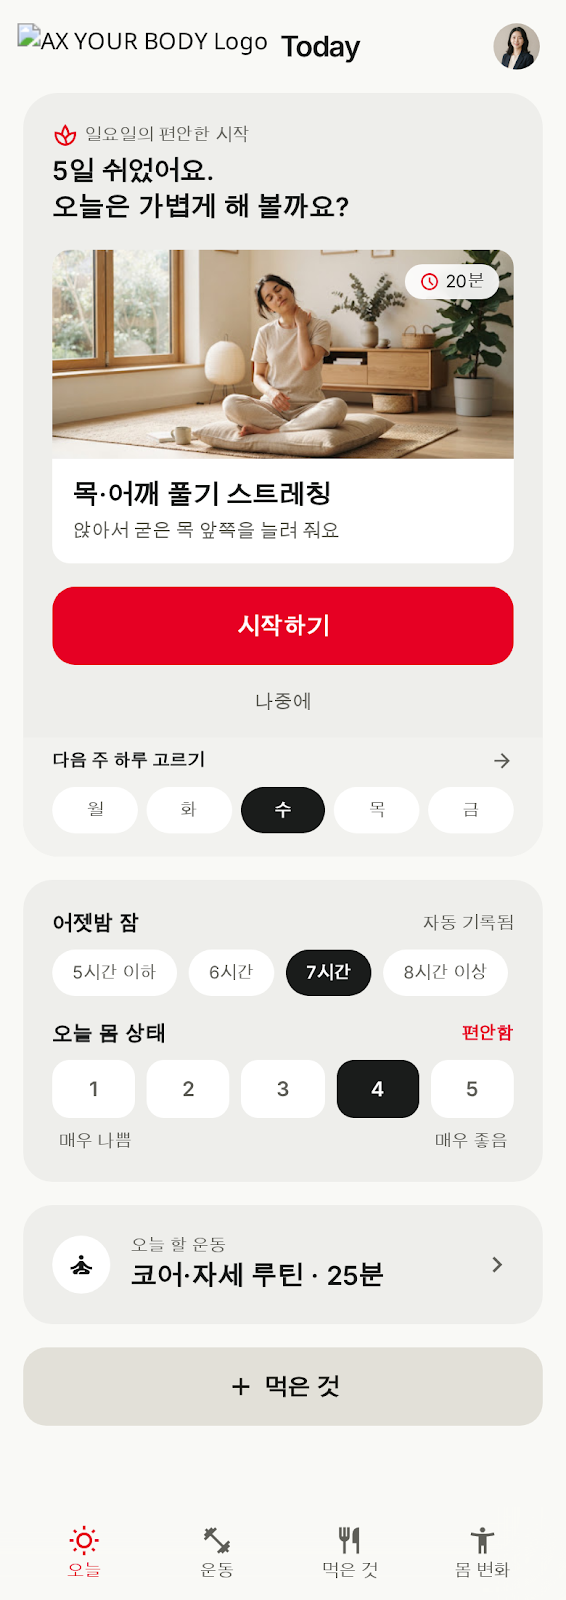 AX YOUR BODY Logo
Today
일요일의 편안한 시작
5일 쉬었어요.
오늘은 가볍게 해 볼까요?
20분
목·어깨 풀기 스트레칭
앉아서 굳은 목 앞쪽을 늘려 줘요
시작하기
나중에
다음 주 하루 고르기
월 화 수 목 금
어젯밤 잠 자동 기록됨
5시간 이하 6시간 7시간 8시간 이상
오늘 몸 상태 편안함
1 2 3 4 5
매우 나쁨 매우 좋음
오늘 할 운동
코어·자세 루틴 · 25분
+ 먹은 것
오늘 운동 먹은 것 몸 변화